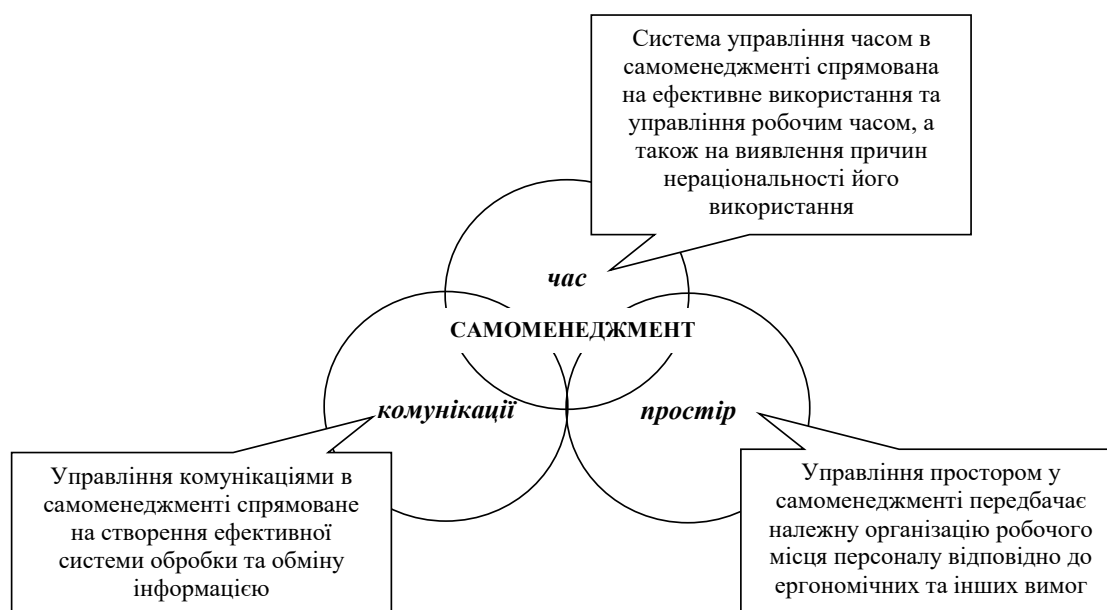 Система управління часом в
самоменеджменті спрямована
на ефективне використання та
управління робочим часом, а
також на виявлення причин
нераціональності його
використання
час
САМОМЕНЕДЖМЕНТ
комунікації
простір
Управління комунікаціями в
самоменеджменті спрямоване
на створення ефективної
системи обробки та обміну
інформацією
Управління простором у
самоменеджменті передбачає
належну організацію робочого
місця персоналу відповідно до
ергономічних та інших вимог